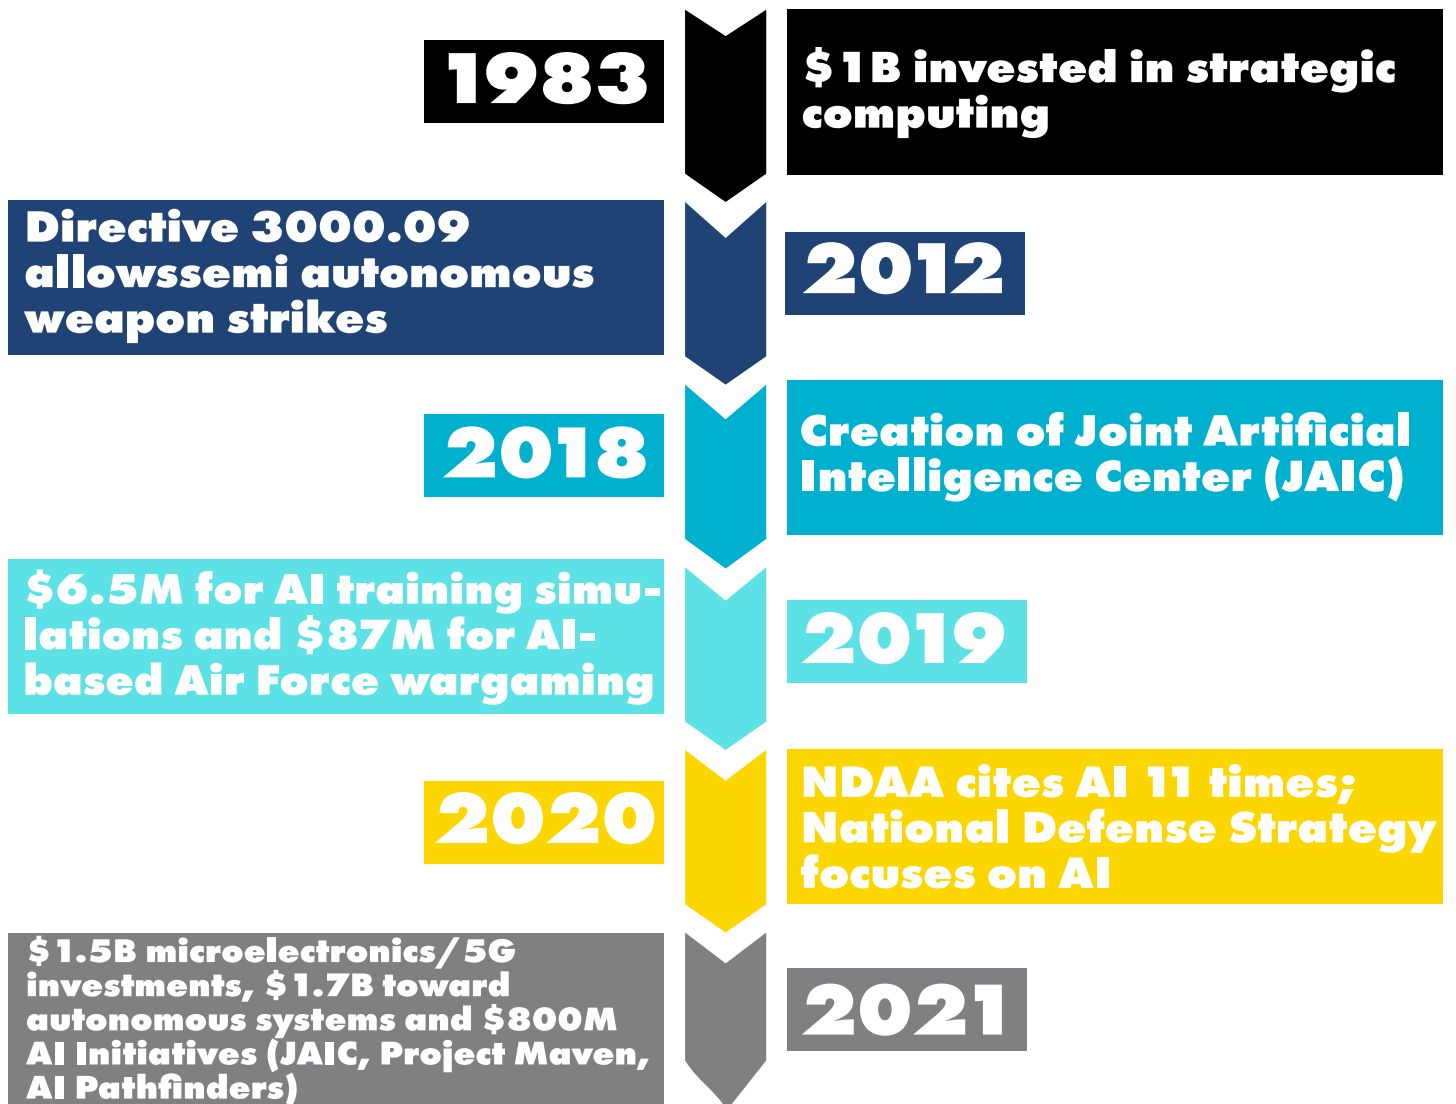 1983
$1B invested in strategic
computing
Directive 3000.09
allowssemi autonomous
weapon strikes
2012
2018
Creation of Joint Artificial
Intelligence Center (JAIC)
$6.5M for AI training simu-
lations and $87M for AI-
based Air Force wargaming
2019
2020
NDAA cites AI 11 times;
National Defense Strategy
focuses on AI
$1.5B microelectronics/5G
investments, $1.7B toward
autonomous systems and $800M
AI Initiatives (JAIC, Project Maven,
AI Pathfinders)
2021